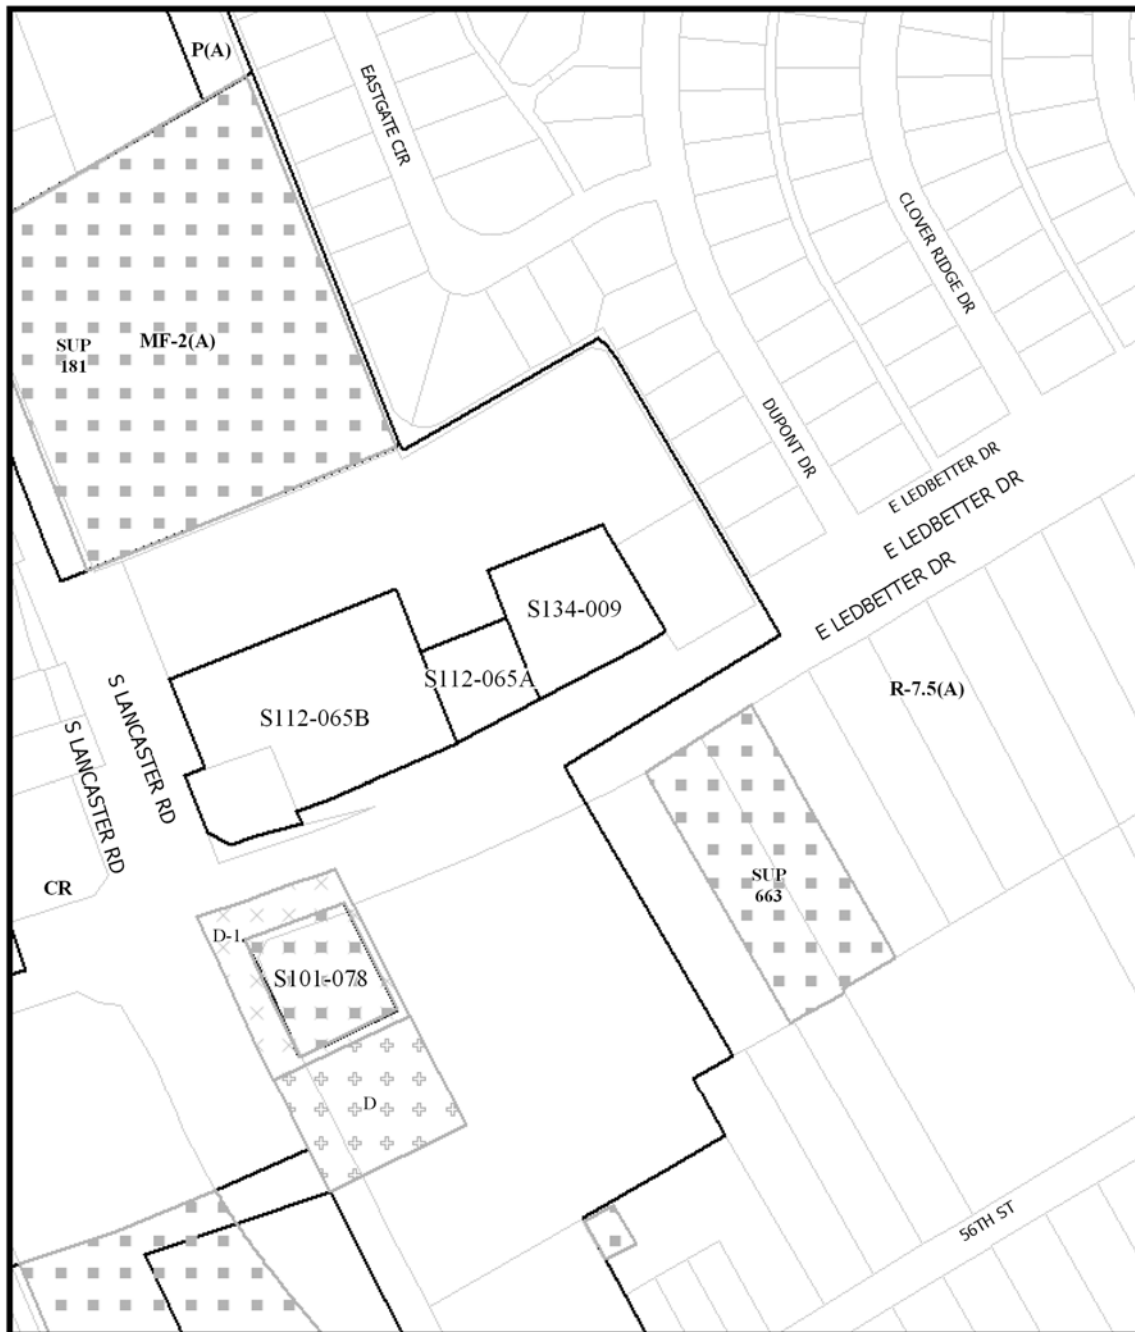 P(A)
EASTGATE CIR
CLOVER RIDGE DR
SUP
181
MF-2(A)
DUPONT DR
E LEDBETTER DR
E LEDBETTER DR
E LEDBETTER DR
S134-009
S112-065A
S112-065B
R-7.5(A)
S LANCASTER RD
S LANCASTER RD
CR
SUP
663
D-1
S101-078
D
56TH ST